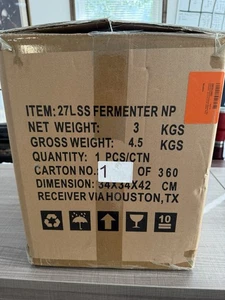 ITEM:27LSS FERMENTER NP
NET WEIGHT: 3 KGS
GROSS WEIGHT: 4.5 KGS
QUANTITY: 1 PCS/CTN
CARTON NO.: 1 OF 360
DIMENSION: 34X34X42 CM
RECEIVER VIA HOUSTON,TX
10